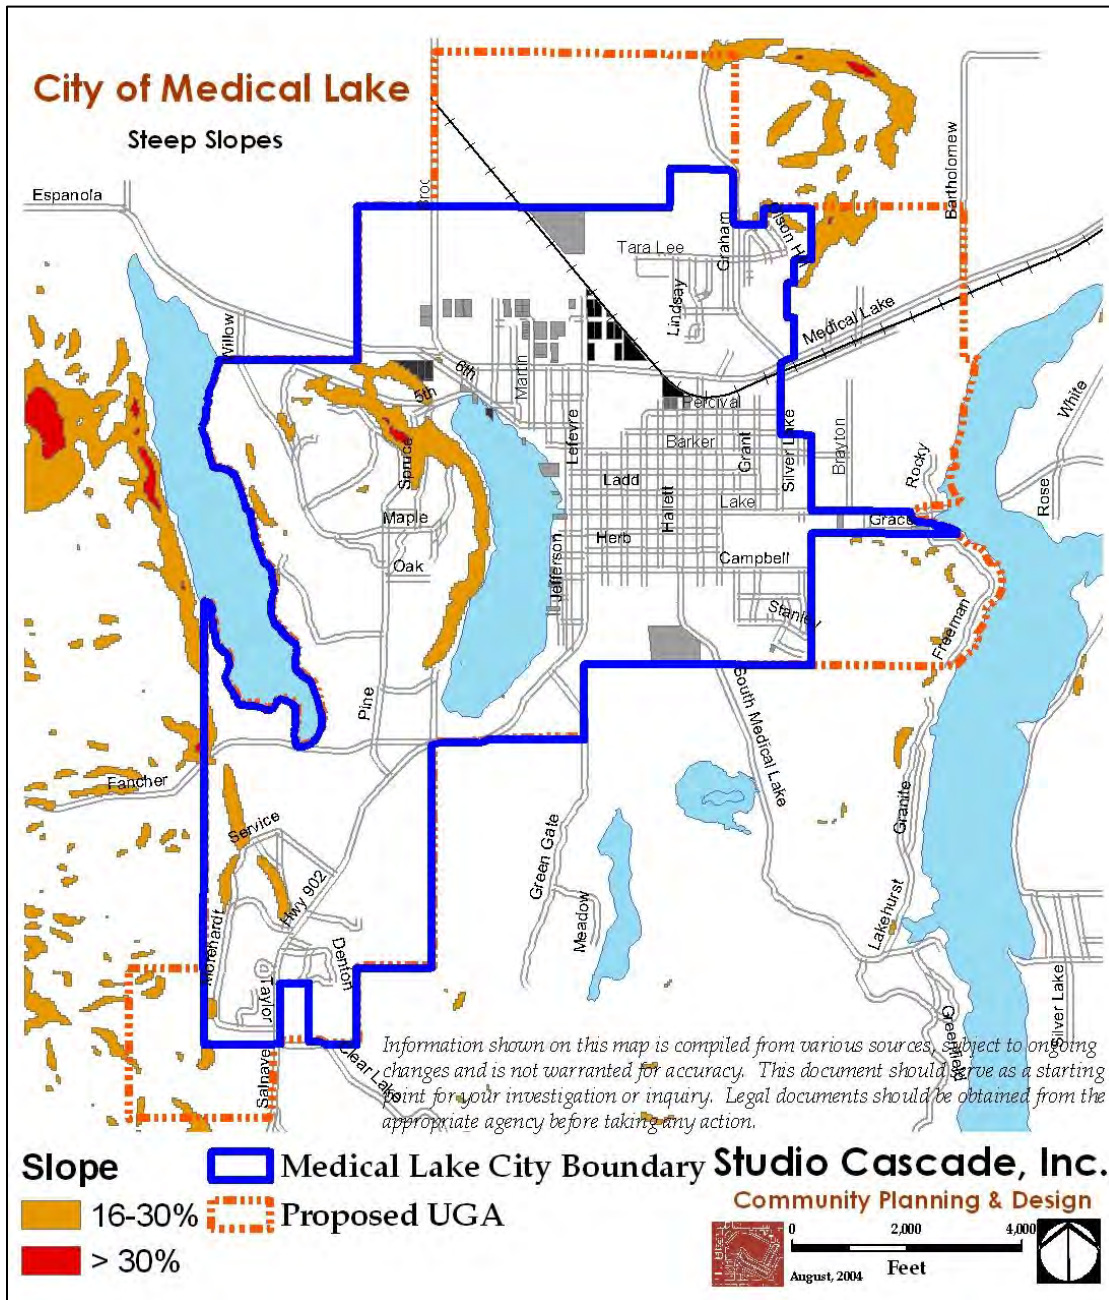 City of Medical Lake
Steep Slopes
Espanola
Bartholomew
Tara Lee
Graham
Lindsay
Medical Lake
Willow
6th
5th
Martin
Lefevre
Percival
Barker
Grant
Silver Lake
Brayton
Rocky
White
Rose
Spruce
Ladd
Hallett
Lake
Maple
Oak
Herb
Jefferson
Campbell
Stanley
Freeman
Pine
South Medical Lake
Fancher
Service
Hwy 902
Green Gate
Meadow
Granite
Lakehurst
Denton
Taylor
Salnave
Clear Lake
Silver Lake
Information shown on this map is compiled from various sources, subject to ongoing
changes and is not warranted for accuracy. This document should serve as a starting
point for your investigation or inquiry. Legal documents should be obtained from the
appropriate agency before taking any action.
Slope
16-30%
> 30%
Medical Lake City Boundary
Proposed UGA
Studio Cascade, Inc.
Community Planning & Design
0 2,000 4,000
Feet
August, 2004